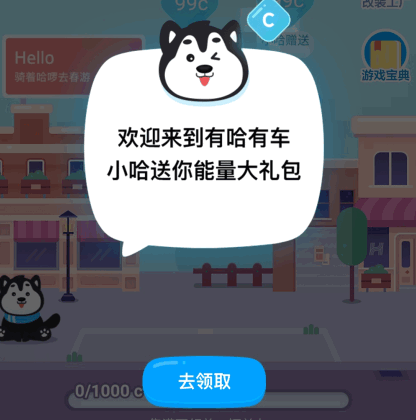 99c
99c
改装工厂
C
小哈赠送
Hello
骑着哈啰去春游
游戏宝典
欢迎来到有哈有车
小哈送你能量大礼包
H
去领取
0/1000 c